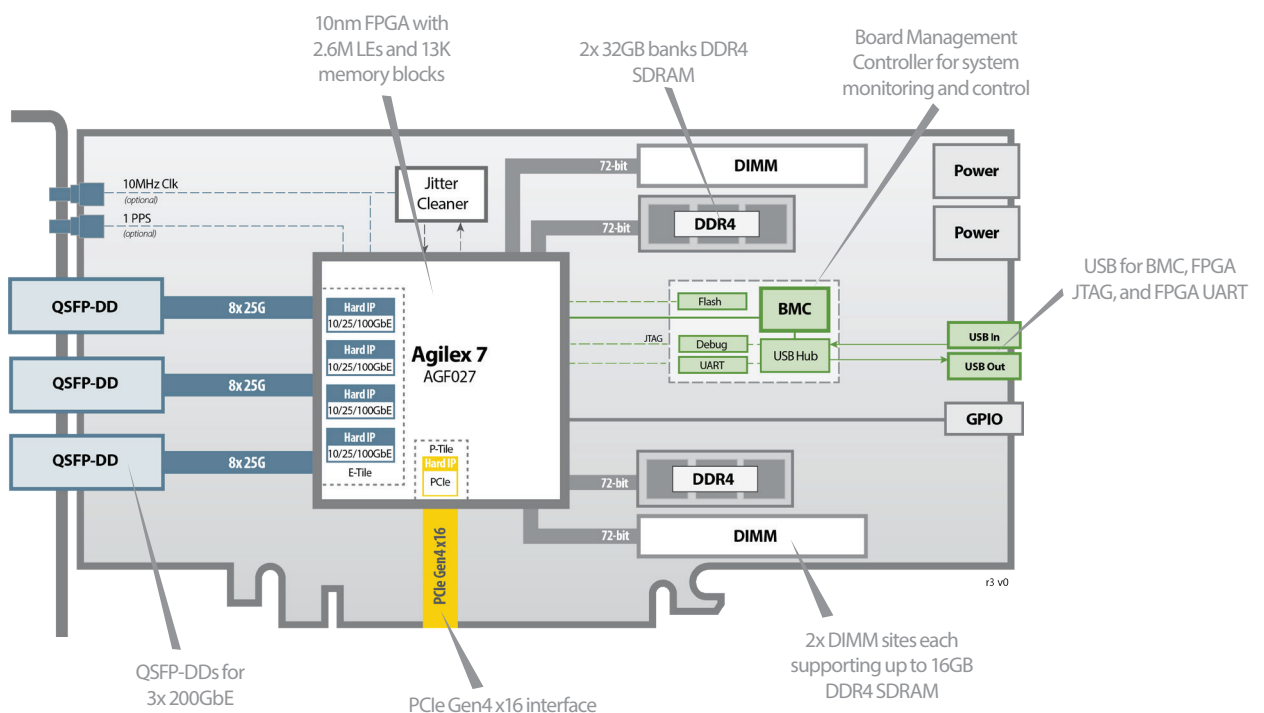 10nm FPGA with
2.6M LEs and 13K
memory blocks
2x 32GB banks DDR4
SDRAM
Board Management
Controller for system
monitoring and control
10MHz Clk
(optional)
1 PPS
(optional)
Jitter
Cleaner
72-bit
DIMM
72-bit
DDR4
Power
Power
USB for BMC, FPGA
JTAG, and FPGA UART
QSFP-DD
8x 25G
QSFP-DD
8x 25G
QSFP-DD
8x 25G
Hard IP
10/25/100GbE
Hard IP
10/25/100GbE
Hard IP
10/25/100GbE
Hard IP
10/25/100GbE
E-Tile
Agilex 7
AGF027
P-Tile
Hard IP
PCIe
PCIe Gen4 x16
Flash
BMC
JTAG
Debug
UART
USB Hub
USB In
USB Out
GPIO
72-bit
DDR4
72-bit
DIMM
r3 v0
QSFP-DDs for
3x 200GbE
PCIe Gen4 x16 interface
2x DIMM sites each
supporting up to 16GB
DDR4 SDRAM